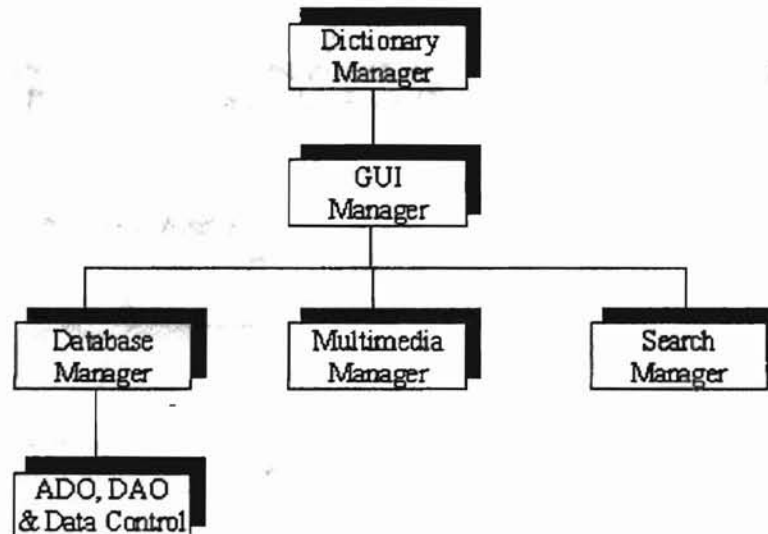 Dictionary
Manager
GUI
Manager
Database
Manager
Multimedia
Manager
Search
Manager
ADO, DAO
& Data Control